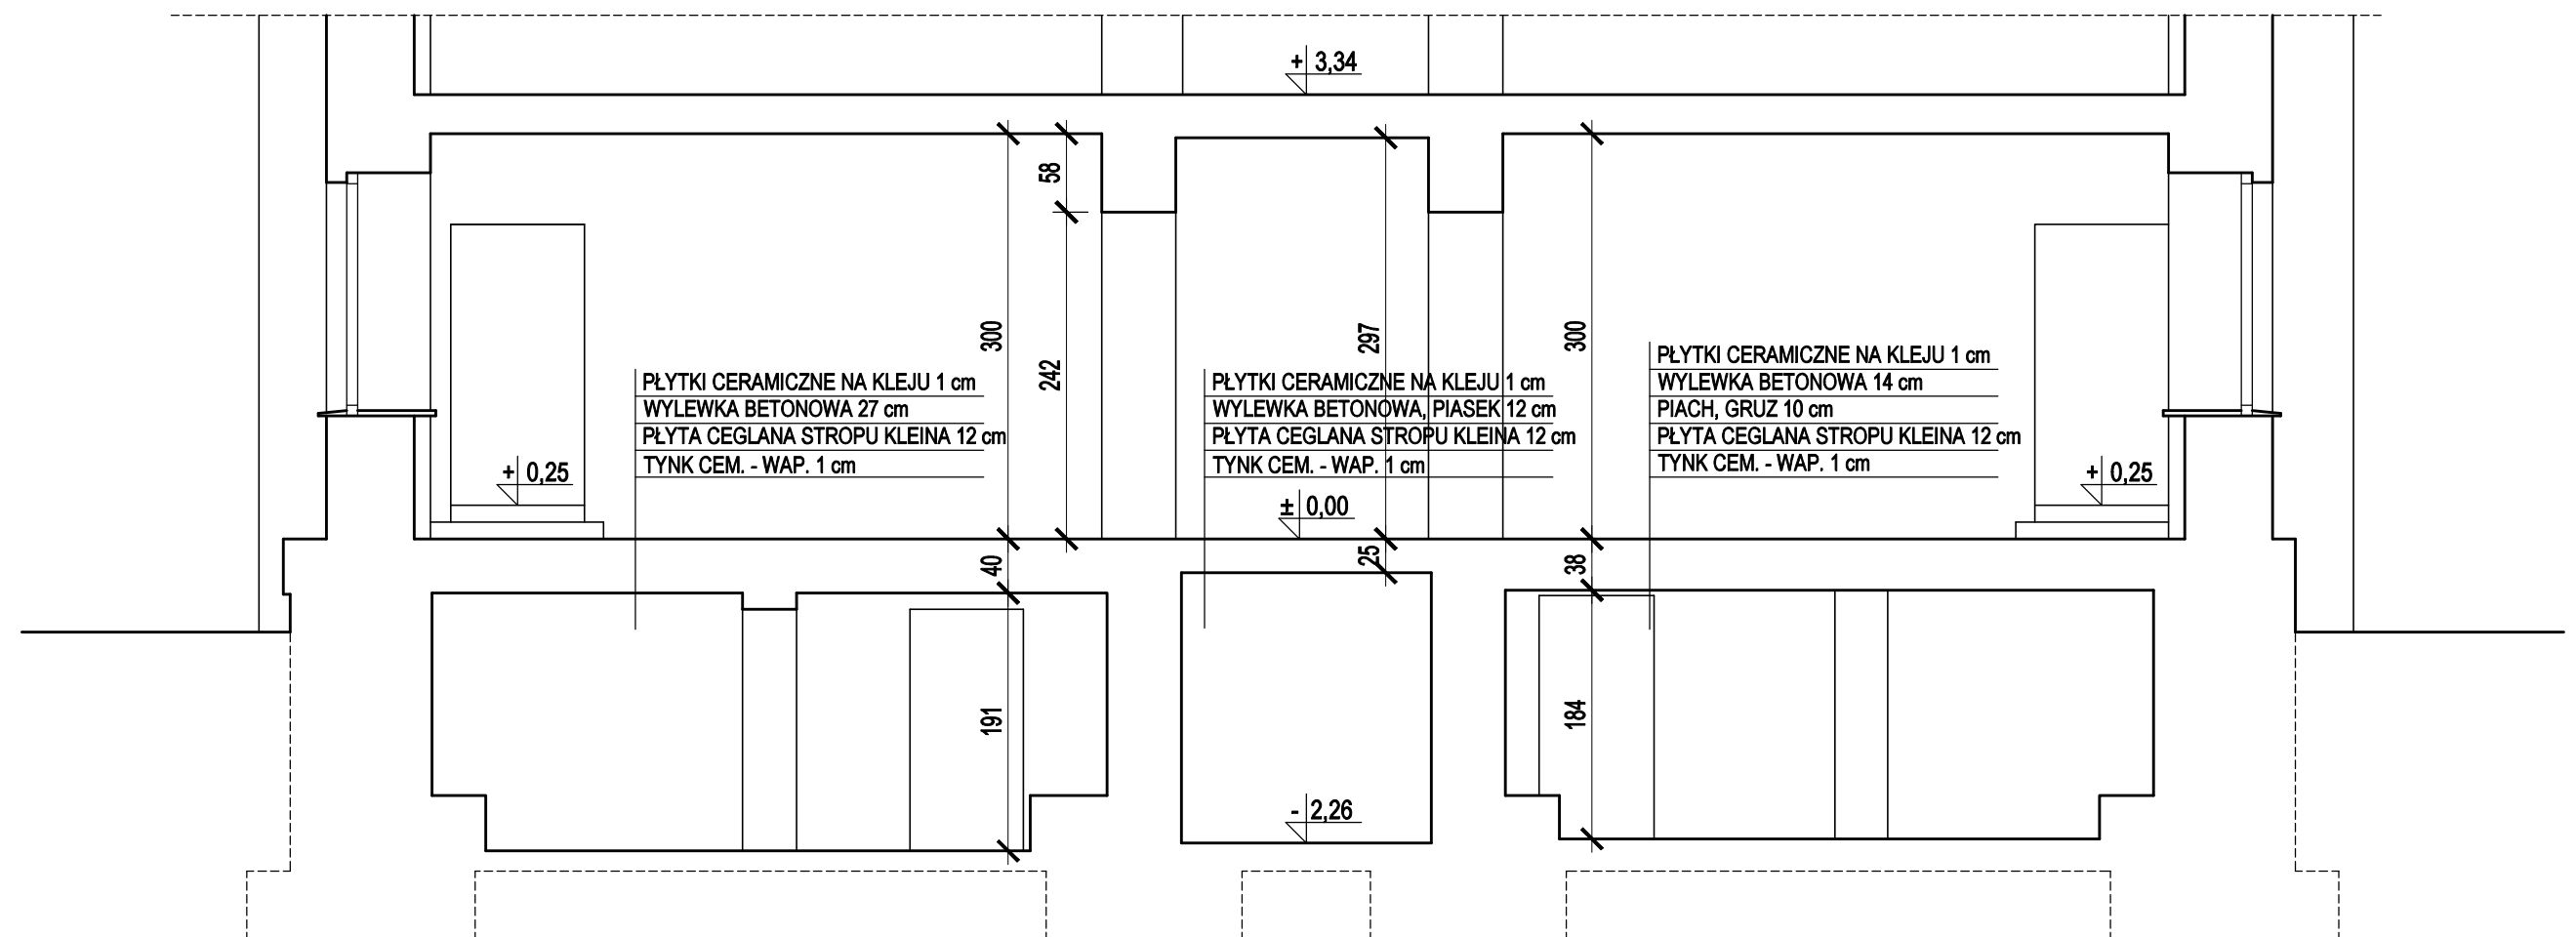 + 3,34
58
300
242
297
300
PŁYTKI CERAMICZNE NA KLEJU 1 cm
WYLEWKA BETONOWA 27 cm
PŁYTA CEGLANA STROPU KLEINA 12 cm
TYNK CEM. - WAP. 1 cm
PŁYTKI CERAMICZNE NA KLEJU 1 cm
WYLEWKA BETONOWA, PIASEK 12 cm
PŁYTA CEGLANA STROPU KLEINA 12 cm
TYNK CEM. - WAP. 1 cm
PŁYTKI CERAMICZNE NA KLEJU 1 cm
WYLEWKA BETONOWA 14 cm
PIACH, GRUZ 10 cm
PŁYTA CEGLANA STROPU KLEINA 12 cm
TYNK CEM. - WAP. 1 cm
+ 0,25
± 0,00
+ 0,25
40
25
38
191
184
- 2,26